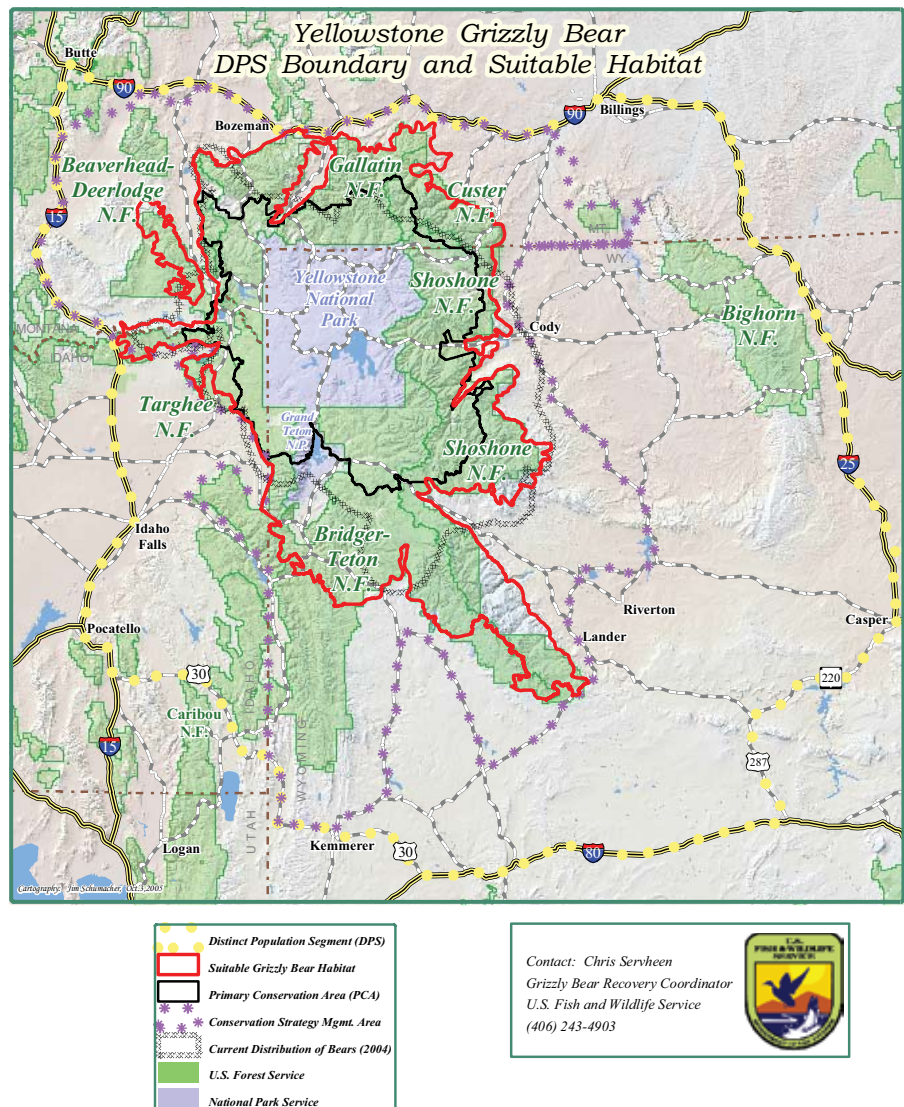 Yellowstone Grizzly Bear
DPS Boundary and Suitable Habitat
Butte
90
Bozeman
90
Billings
Beaverhead-
Deerlodge
N.F.
Gallatin
N.F.
Custer
N.F.
15
MT
WY
Yellowstone
National
Park
Shoshone
N.F.
Bighorn
N.F.
MONTANA
IDAHO
Cody
Targhee
N.F.
Grand
Teton
N.P.
Shoshone
N.F.
25
Idaho
Falls
Bridger-
Teton
N.F.
Riverton
Casper
Pocatello
Lander
30
220
IDAHO
WYOMING
Caribou
N.F.
15
287
UTAH
Logan
Kemmerer
30
80
Cartography: Jim Schumacher, Oct.3,2005
Distinct Population Segment (DPS)
Suitable Grizzly Bear Habitat
Primary Conservation Area (PCA)
Conservation Strategy Mgmt. Area
Current Distribution of Bears (2004)
U.S. Forest Service
National Park Service
Contact: Chris Servheen
Grizzly Bear Recovery Coordinator
U.S. Fish and Wildlife Service
(406) 243-4903
U.S.
FISH & WILDLIFE
SERVICE